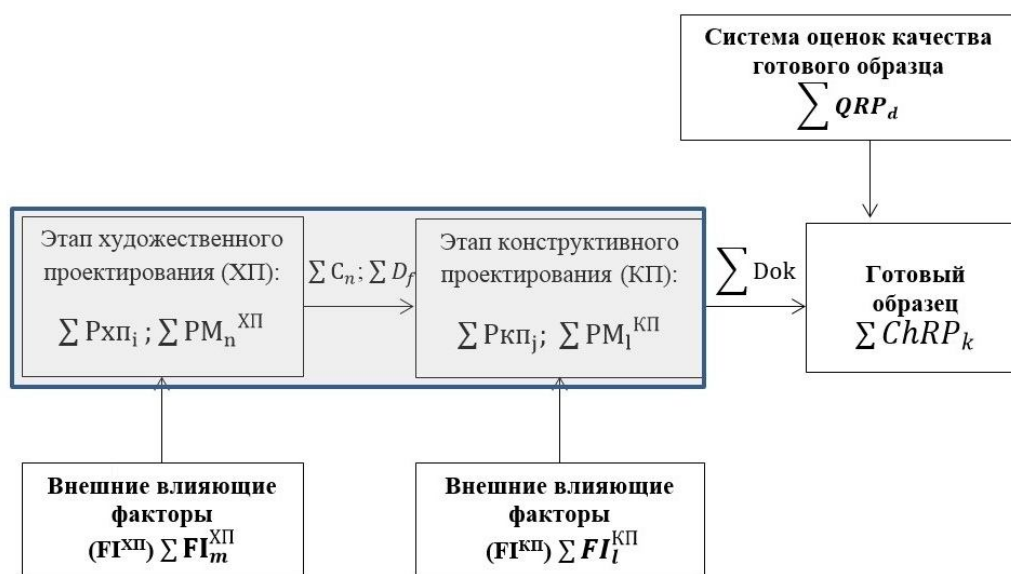 Система оценок качества
готового образца
∑ QRP_d
Этап художественного
проектирования (ХП):
∑ Pхп_i ; ∑ PM_n^ХП
∑ C_n; ∑ D_f
Этап конструктивного
проектирования (КП):
∑ Pкп_j; ∑ PM_l^КП
∑ Dok
Готовый
образец
∑ ChRP_k
Внешние влияющие
факторы
(FI^ХП) ∑ FI_m^ХП
Внешние влияющие
факторы
(FI^КП) ∑ FI_l^КП